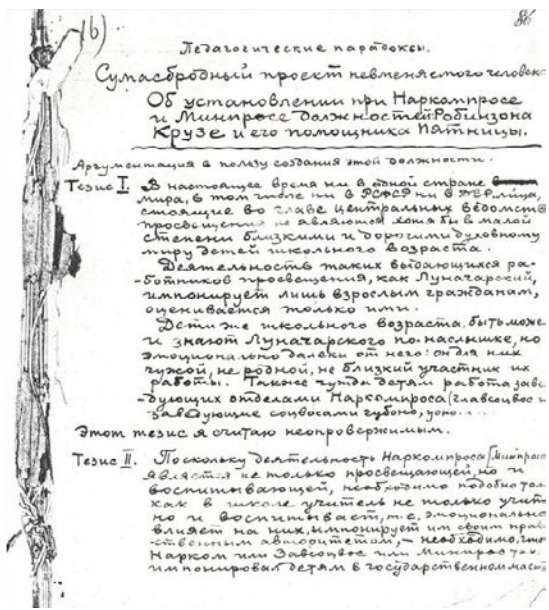 86
16)
Педагогические парадоксы.
Сумасбродный проект невменяемого человека
Об установлении при Наркомпросе
и Минпросе должностей: Робинзона
Крузе и его помощника Пятницы.
Аргументация в пользу создания этой должности.
Тезис I. В настоящее время ни в одной стране
мира, в том числе ни в РСФСР ни в ДВР лица,
стоящие во главе центральных ведомств
просвещения не являются хотя бы в малой
степени близкими и дорогими духовному
миру детей школьного возраста.
Деятельность таких выдающихся ра-
-ботников просвещения, как Луначарский,
импонирует лишь взрослым гражданам,
оценивается только ими.
Дети же школьного возраста, быть може
и знают Луначарского по наслышке, но
эмоционально далеки от него: он для них
чужой, не родной, не близкий участник их
работы. Также чужда детям работа заве
-дующих отделами Наркомпроса (главсоцвос и
заведующие соцвосами губоно, уоно....
Этот тезис я считаю неопровержимым.
Тезис II. Поскольку деятельность Наркомпроса (Минпроса
является не только просвещающей, но и
воспитывающей, необходимо подобно том
как в школе учитель не только учит
но и воспитывает, т.е. эмоционально
влияет на них, импонирует им своим нрав
-ственным авторитетом, – необходимо, что
Нарком или Завсоцвос или Минпрос так
импонировал детям в государственном масш